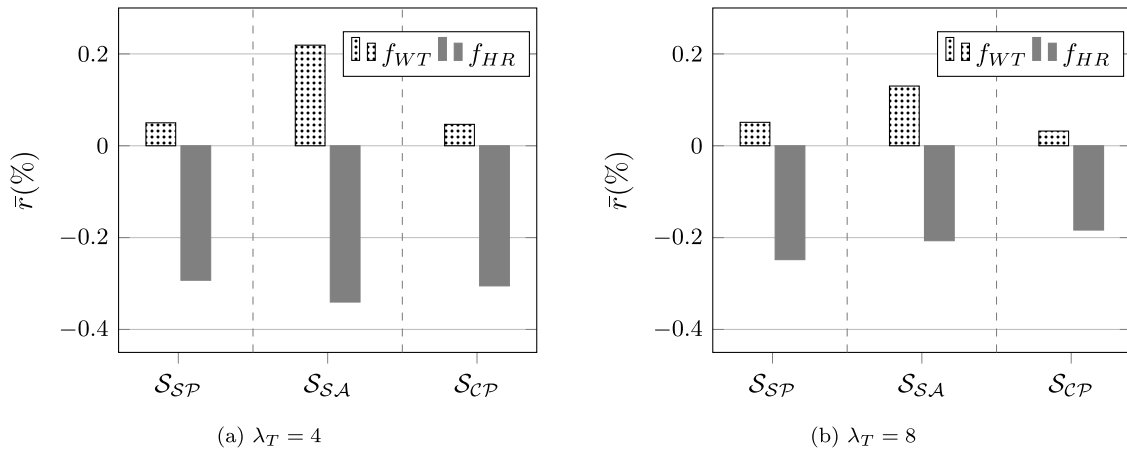 0.2
0
−0.2
−0.4
r̄(%)
f_WT f_HR
S_SP S_SA S_CP
(a) λ_T = 4
0.2
0
−0.2
−0.4
r̄(%)
f_WT f_HR
S_SP S_SA S_CP
(b) λ_T = 8